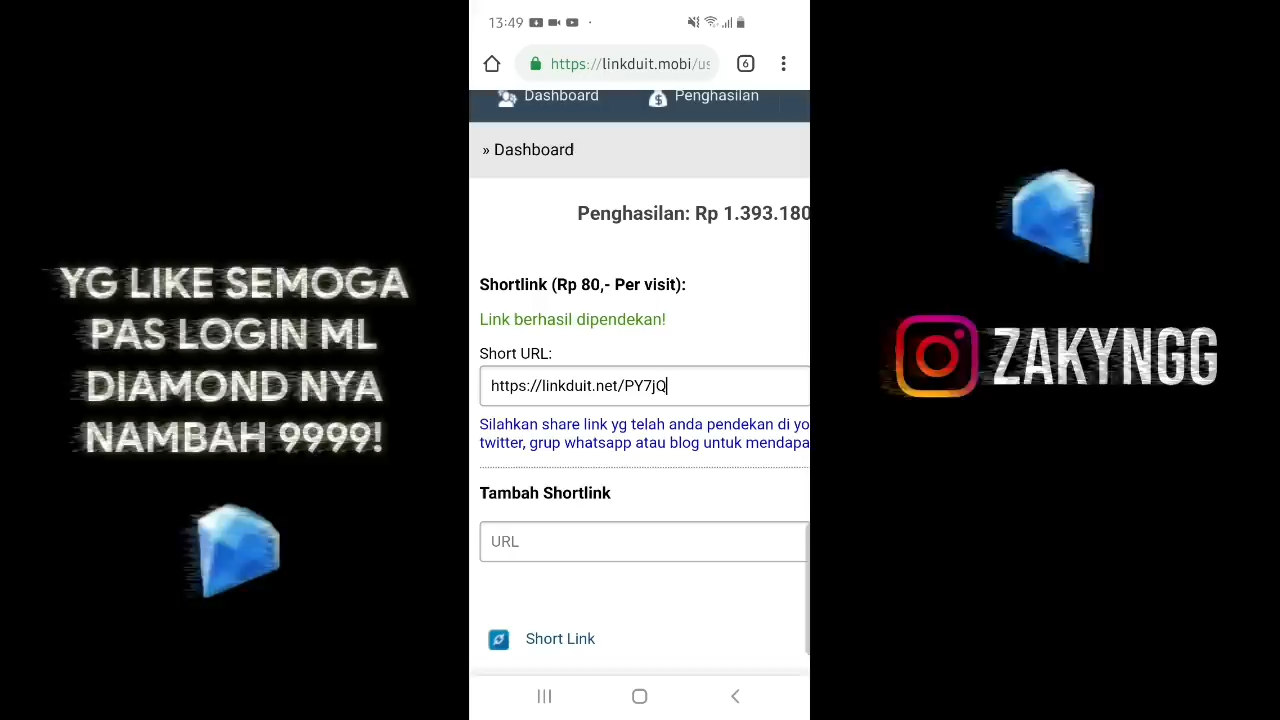 YG LIKE SEMOGA
PAS LOGIN ML
DIAMOND NYA
NAMBAH 9999!
13:49
https://linkduit.mobi/us
6
Dashboard
Penghasilan
» Dashboard
Penghasilan: Rp 1.393.180
Shortlink (Rp 80,- Per visit):
Link berhasil dipendekan!
Short URL:
https://linkduit.net/PY7jQ
Silahkan share link yg telah anda pendekan di yo
twitter, grup whatsapp atau blog untuk mendapa
Tambah Shortlink
URL
Short Link
ZAKYNGG